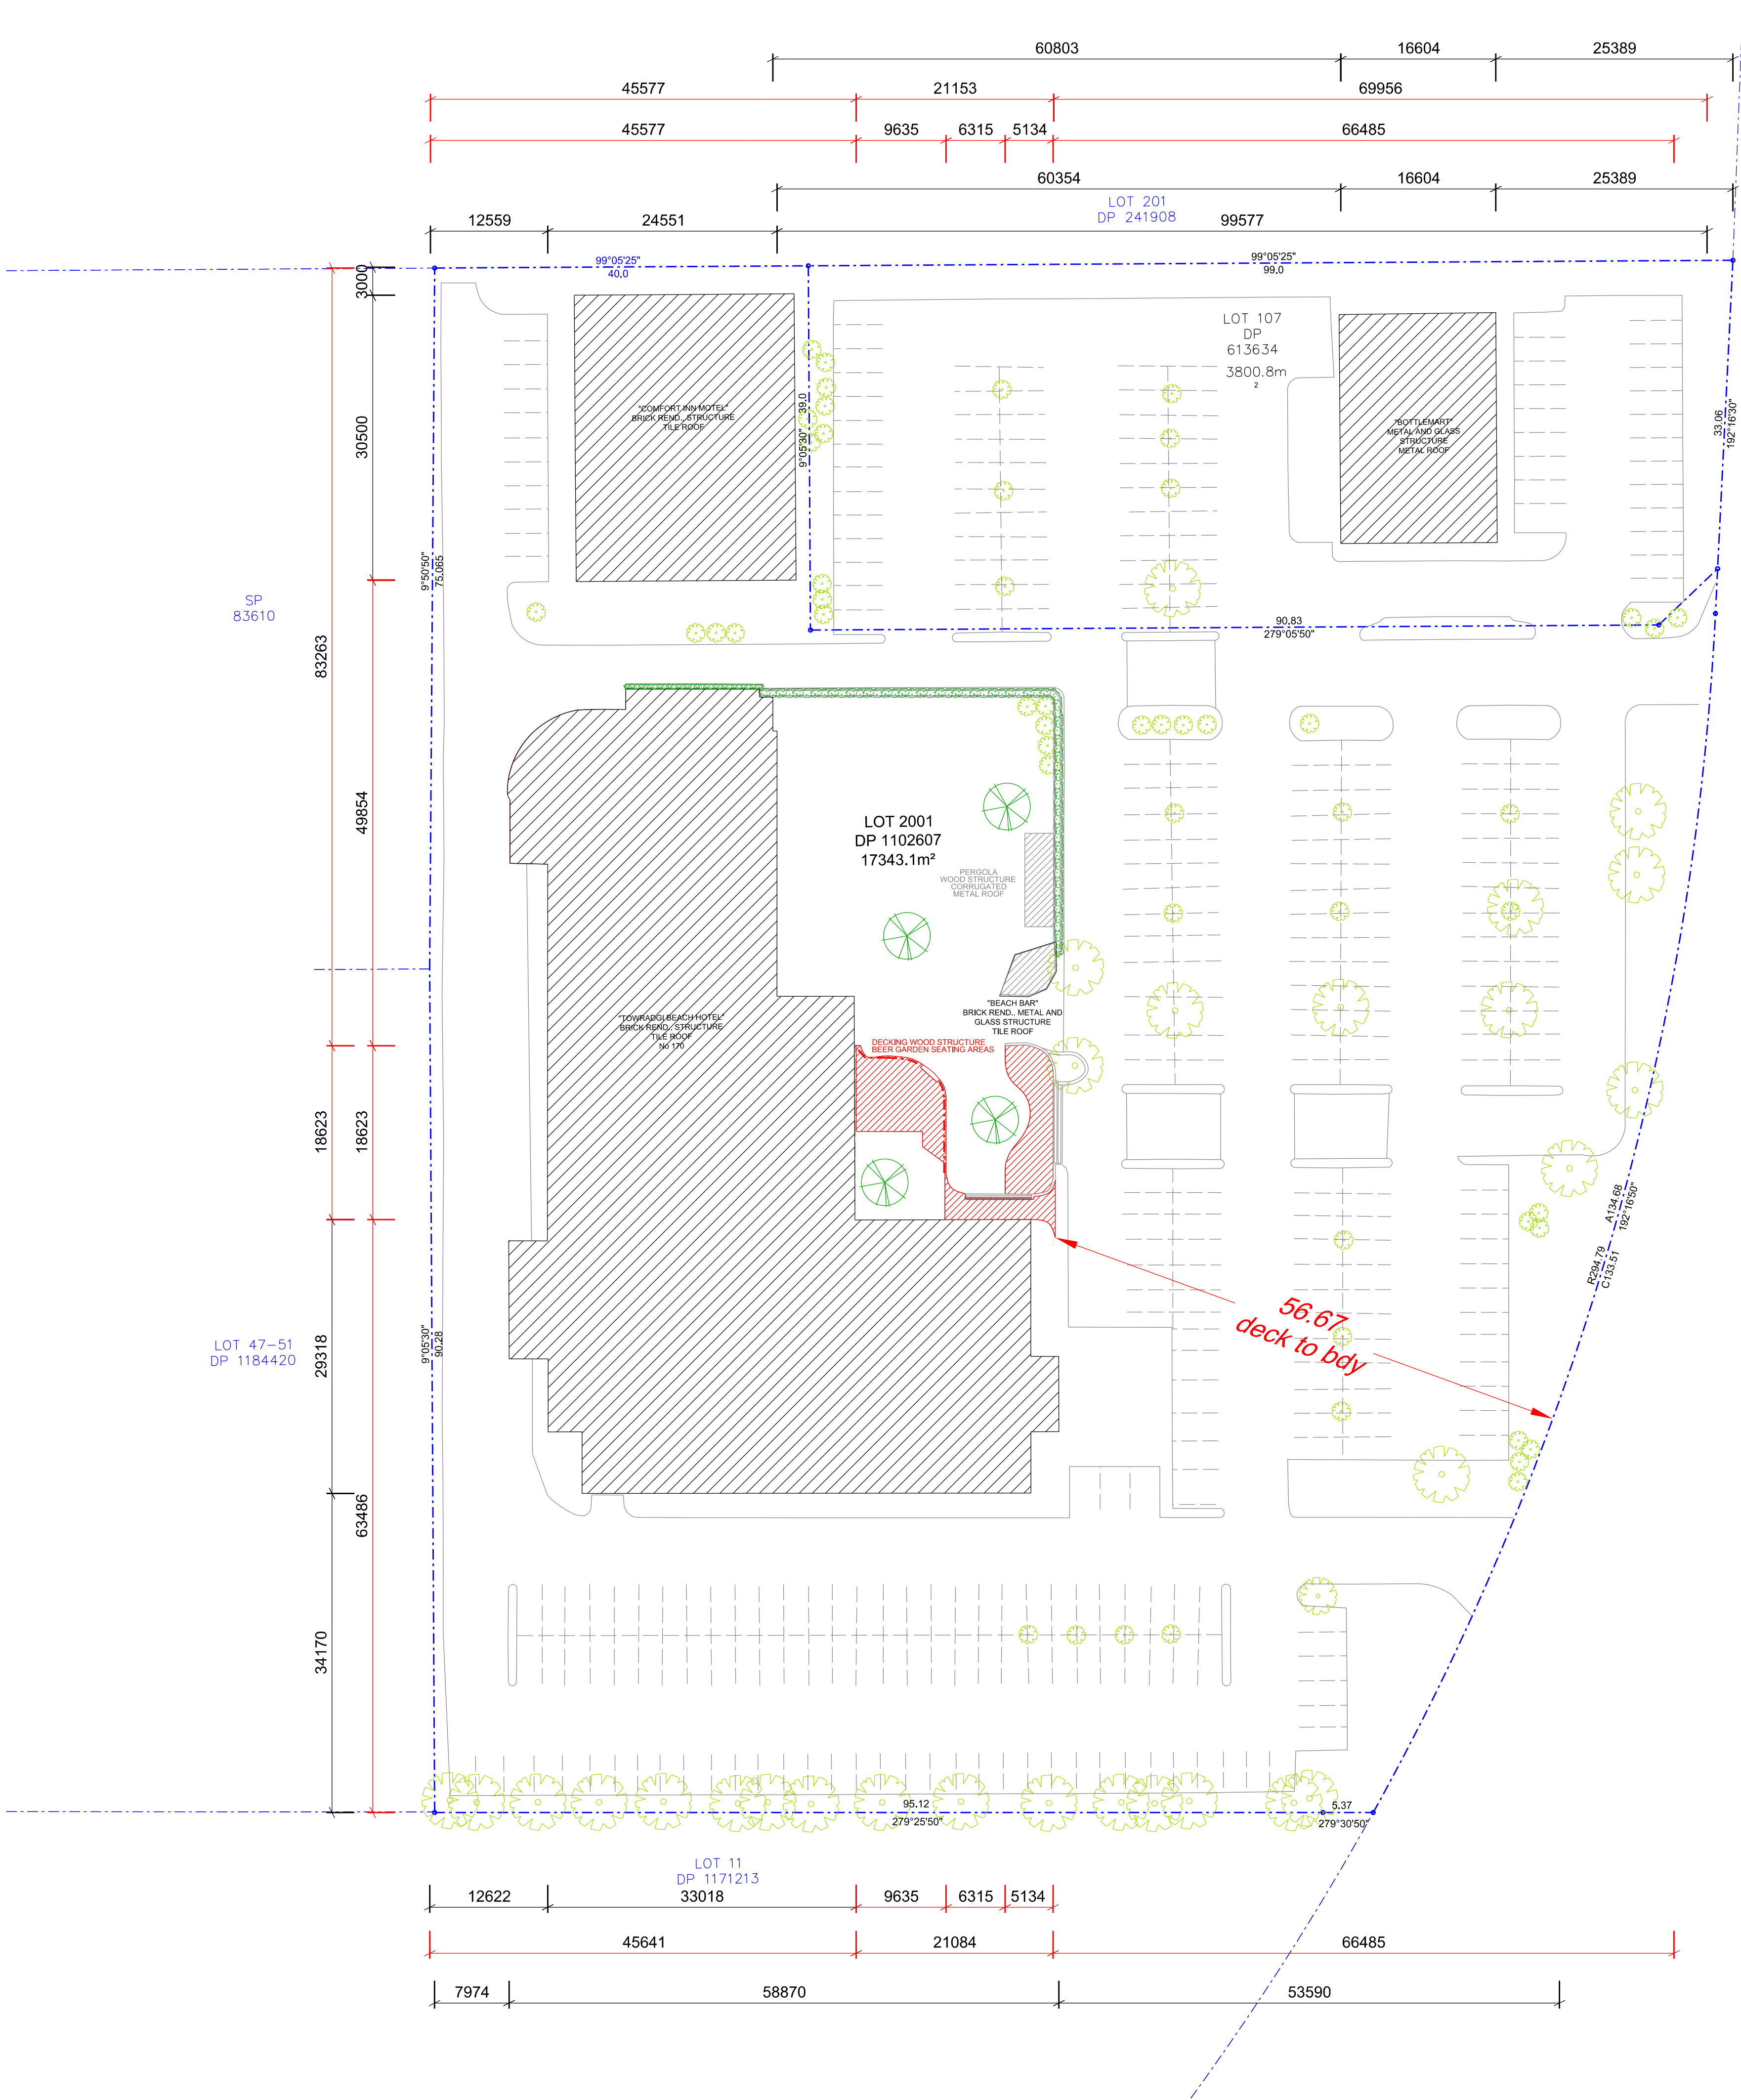 60803 16604 25389
45577 21153 69956
45577 9635 6315 5134 66485
60354 16604 25389
LOT 201
DP 241908
12559 24551 99577
99°05'25"
40.0
99°05'25"
99.0
3000
30500
83263
49854
18623
18623
29318
63486
34170
SP
83610
LOT 47-51
DP 1184420
9°50'50"
75.065
9°05'30"
90.28
"COMFORT INN MOTEL"
BRICK REND., STRUCTURE
TILE ROOF
9°05'30" 39.0
LOT 107
DP
613634
3800.8m
2
"BOTTLEMART"
METAL AND GLASS
STRUCTURE
METAL ROOF
33.06
192°16'30"
90.83
279°05'50"
LOT 2001
DP 1102607
17343.1m²
PERGOLA
WOOD STRUCTURE
CORRUGATED
METAL ROOF
"BEACH BAR"
BRICK REND., METAL AND
GLASS STRUCTURE
TILE ROOF
"TOWRADGI BEACH HOTEL"
BRICK REND., STRUCTURE
TILE ROOF
No 170
DECKING WOOD STRUCTURE
BEER GARDEN SEATING AREAS
56.67
deck to bdy
A134.68
192°16'50"
R294.79
C133.51
95.12
279°25'50"
5.37
279°30'50"
LOT 11
DP 1171213
12622 33018 9635 6315 5134
45641 21084 66485
7974 58870 53590